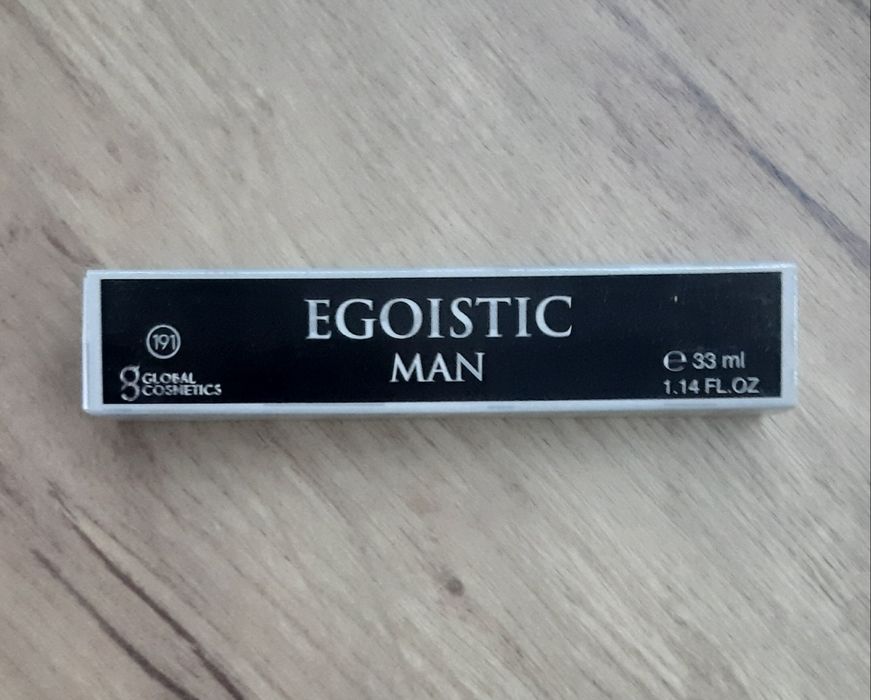 EGOISTIC
MAN
191
GLOBAL
COSMETICS
e 33 ml
1.14 FL.OZ